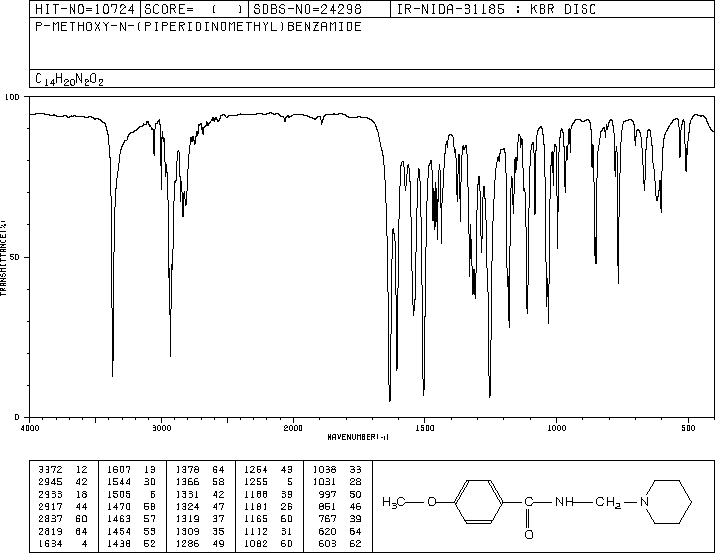 HIT-NO=10724 SCORE= ( ) SDBS-NO=24298 IR-NIDA-31185 : KBR DISC
P-METHOXY-N-(PIPERIDINOMETHYL)BENZAMIDE
C14H20N2O2
100
50
0
TRANSMITTANCE(%)
4000 3000 2000 1500 1000 500
WAVENUMBER(-1)
3372 12 1607 13 1378 64 1264 43 1038 33
2945 42 1544 30 1366 58 1255 5 1031 28
2933 18 1505 6 1331 42 1188 39 997 50
2917 44 1470 58 1324 47 1181 26 851 46
2837 60 1463 57 1319 37 1165 60 767 39
2819 64 1454 53 1309 35 1112 31 620 64
1634 4 1438 52 1286 49 1082 60 603 62
H3C O C NH CH2 N
O